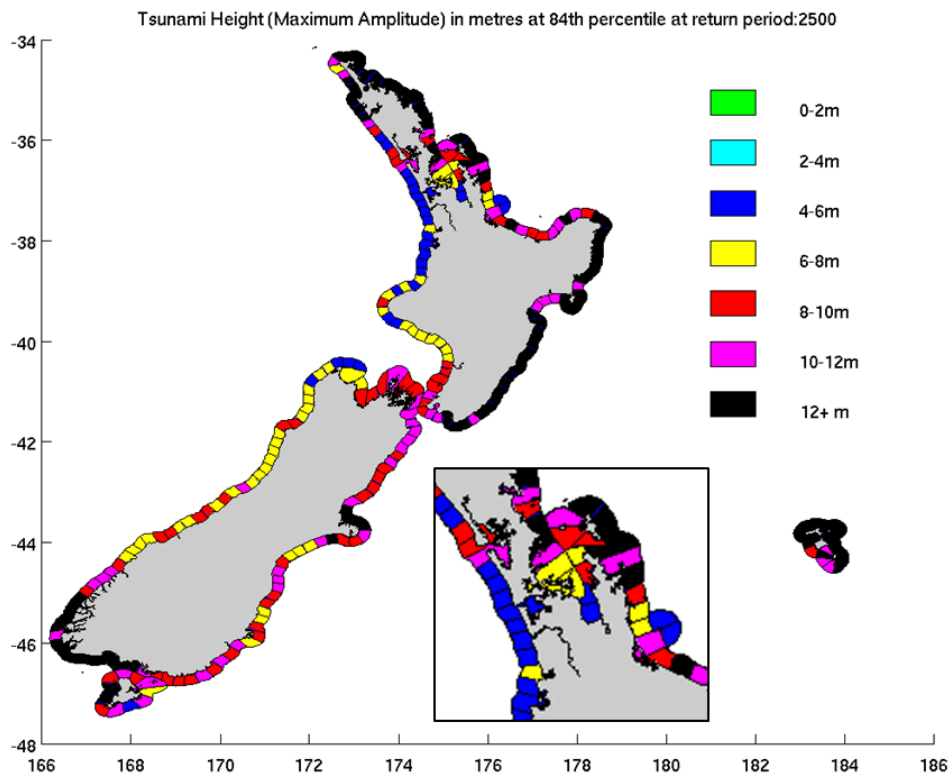 Tsunami Height (Maximum Amplitude) in metres at 84th percentile at return period:2500
-34
-36
-38
-40
-42
-44
-46
-48
0-2m
2-4m
4-6m
6-8m
8-10m
10-12m
12+ m
166 168 170 172 174 176 178 180 182 184 186